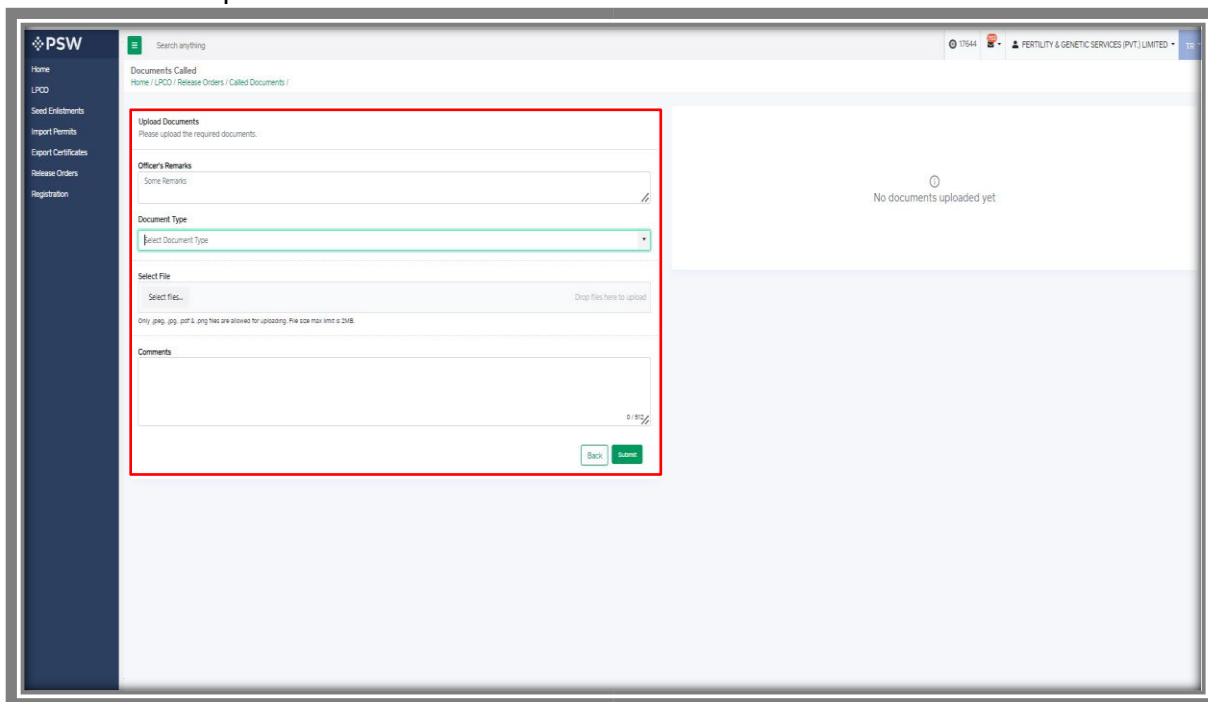 PSW
Search anything
17644
FERTILITY & GENETIC SERVICES (PVT.) LIMITED
Home
LPCO
Seed Enlistments
Import Permits
Export Certificates
Release Orders
Registration
Documents Called
Home / LPCO / Release Orders / Called Documents /
Upload Documents
Please upload the required documents.
Officer's Remarks
Some Remarks
Document Type
Select Document Type
Select File
Select files...
Drop files here to upload
Only .jpeg, .jpg, .pdf & .png files are allowed for uploading. File size max limit is 2MB.
Comments
0 / 512
Back
Submit
No documents uploaded yet